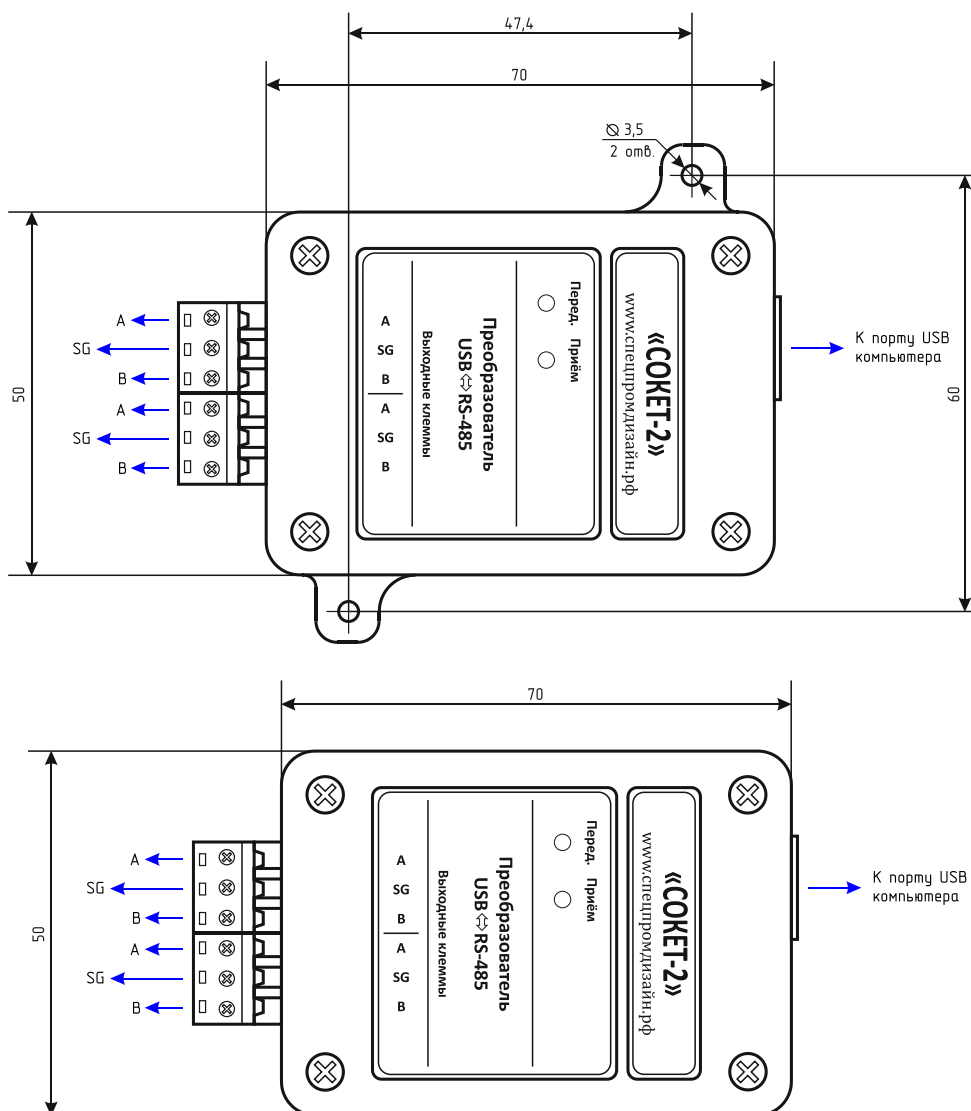 47,4
70
⌀ 3,5
2 отв.
50
60
A
SG
B
A
SG
B
A
SG
B
A
SG
B
Выходные клеммы
Преобразователь
USB⇔RS-485
Перед.
Приём
«СОКЕТ-2»
www.спецпромдизайн.рф
К порту USB
компьютера
70
50
A
SG
B
A
SG
B
A
SG
B
A
SG
B
Выходные клеммы
Преобразователь
USB⇔RS-485
Перед.
Приём
«СОКЕТ-2»
www.спецпромдизайн.рф
К порту USB
компьютера